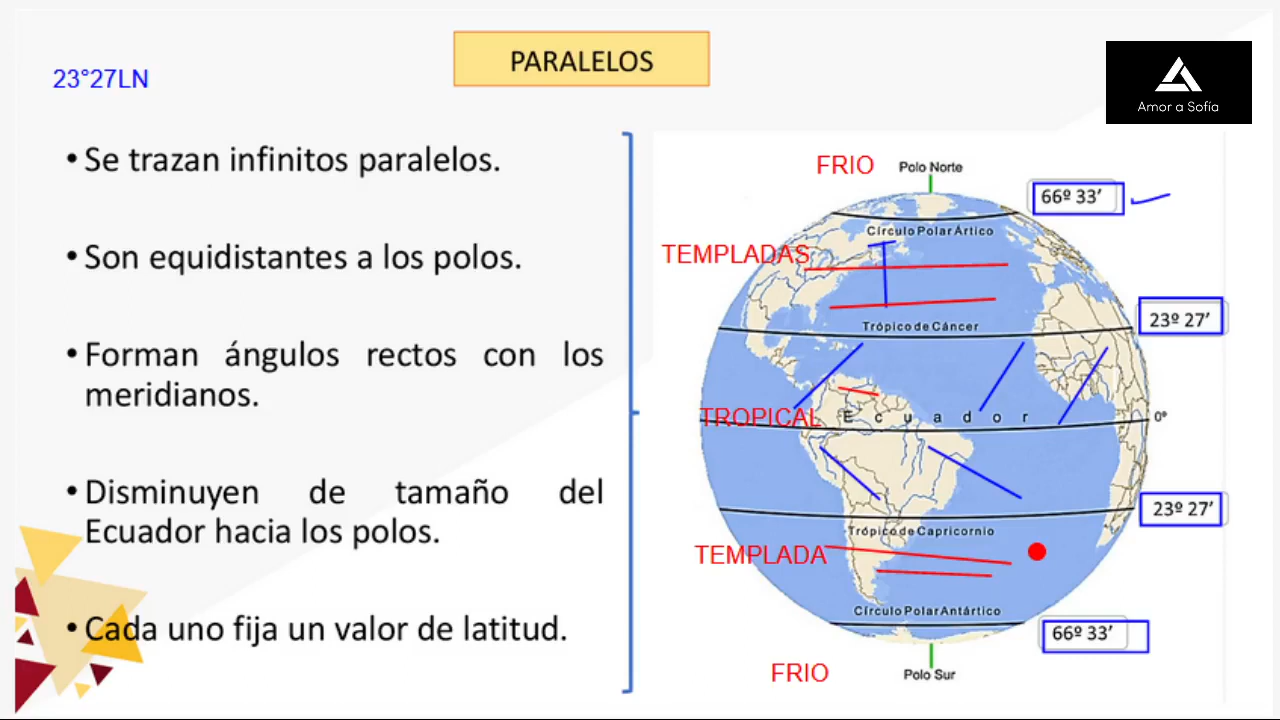 PARALELOS
23°27LN
Amor a Sofía
• Se trazan infinitos paralelos.
• Son equidistantes a los polos.
• Forman ángulos rectos con los
meridianos.
• Disminuyen de tamaño del
Ecuador hacia los polos.
• Cada uno fija un valor de latitud.
FRIO
Polo Norte
66º 33’
Círculo Polar Ártico
TEMPLADAS
23º 27’
Trópico de Cáncer
TROPICAL
E c u a d o r
0º
23º 27’
Trópico de Capricornio
TEMPLADA
Círculo Polar Antártico
66º 33’
FRIO
Polo Sur